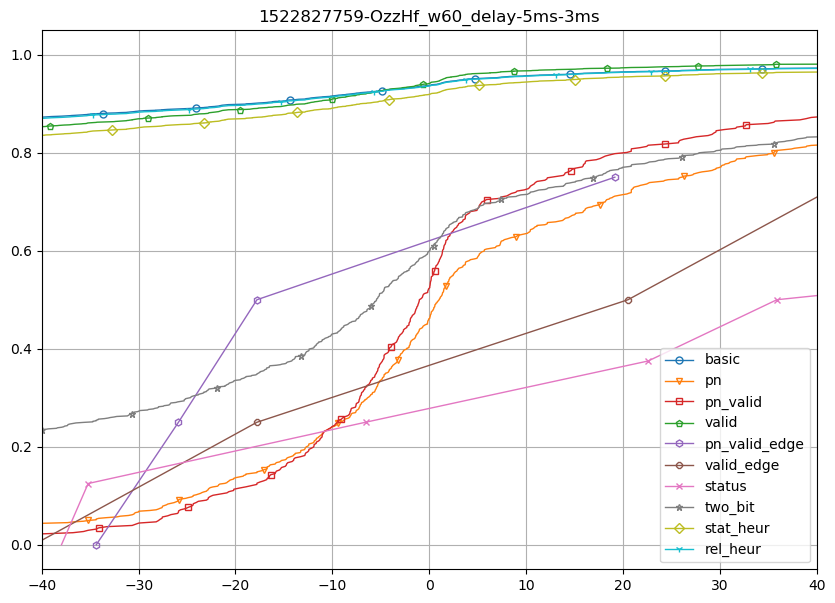 1522827759-OzzHf_w60_delay-5ms-3ms
1.0
0.8
0.6
0.4
0.2
0.0
−40 −30 −20 −10 0 10 20 30 40
basic
pn
pn_valid
valid
pn_valid_edge
valid_edge
status
two_bit
stat_heur
rel_heur